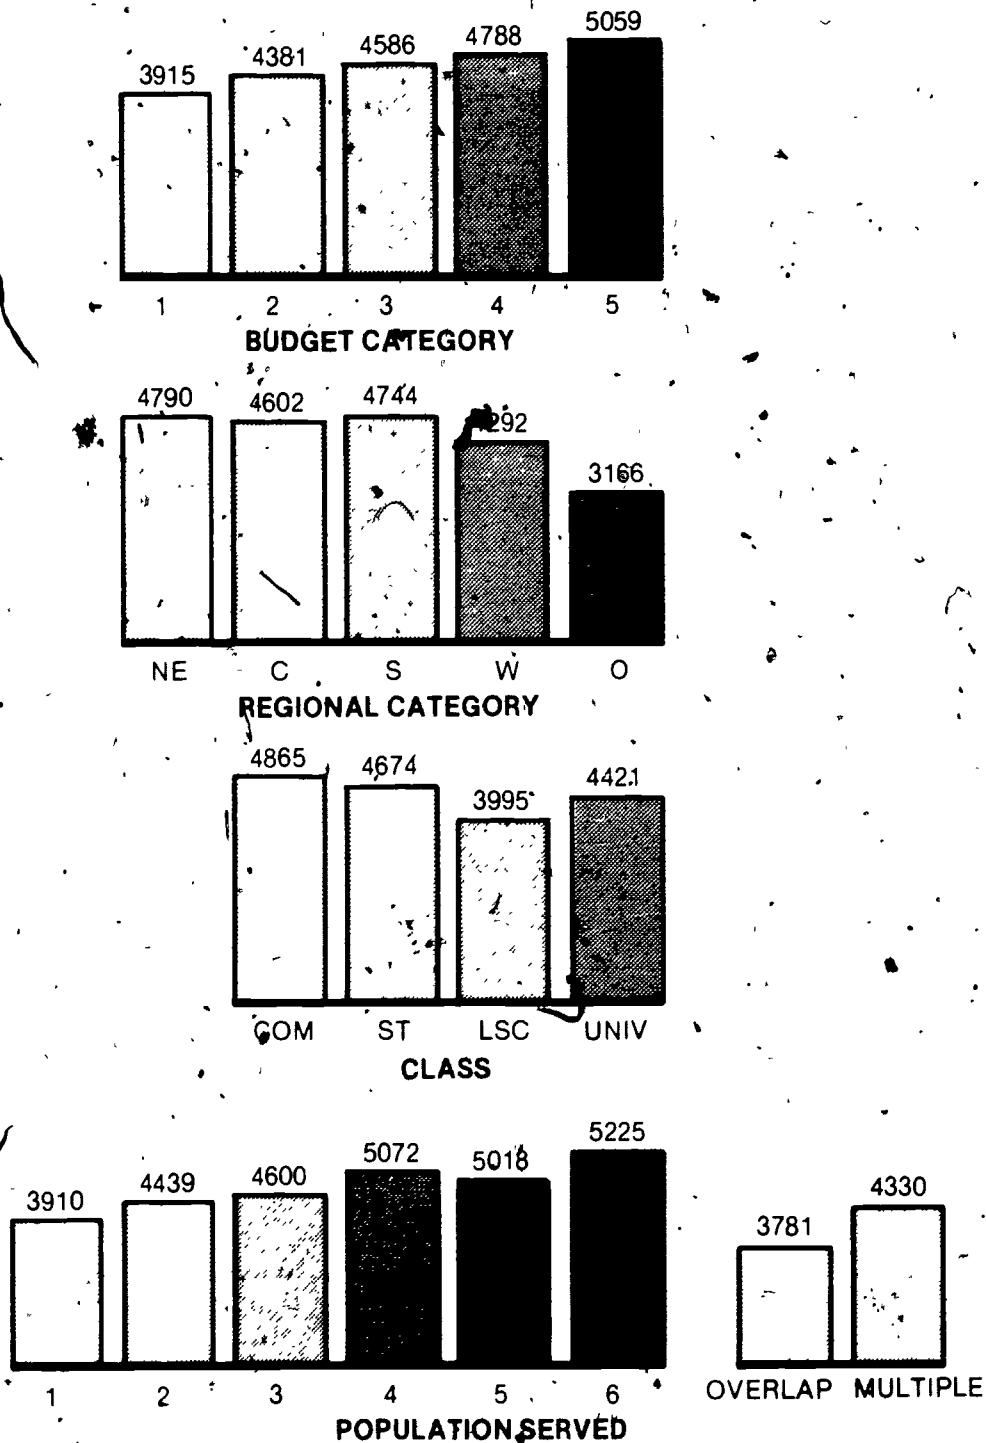 3915 4381 4586 4788 5059
1 2 3 4 5
BUDGET CATEGORY
4790 4602 4744 292 3166
NE C S W O
REGIONAL CATEGORY
4865 4674 3995 4421
COM ST LSC UNIV
CLASS
3910 4439 4600 5072 5018 5225 3781 4330
1 2 3 4 5 6 OVERLAP MULTIPLE
POPULATION SERVED